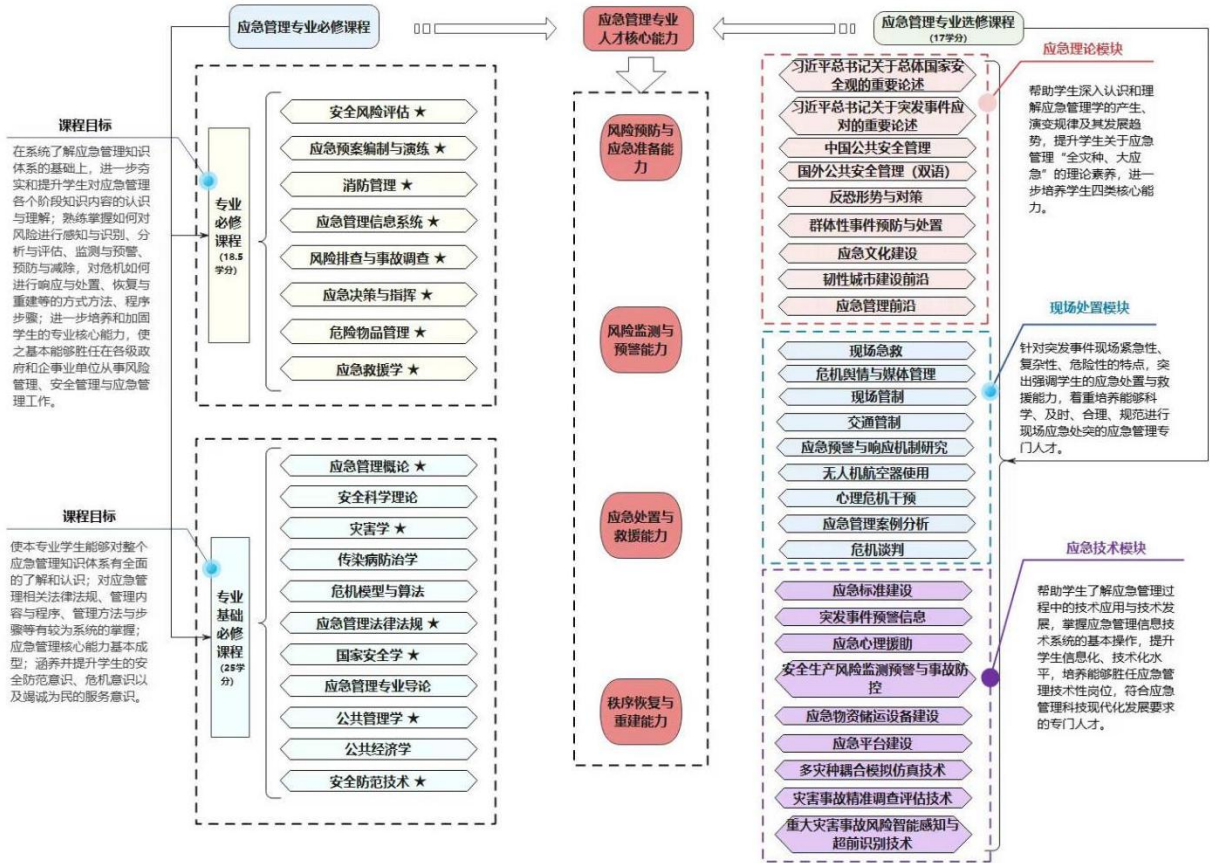 应急管理专业必修课程
应急管理专业
人才核心能力
应急管理专业选修课程
(17学分)
课程目标
在系统了解应急管理知识
体系的基础上，进一步夯
实和提升学生对应急管理
各个阶段知识内容的认识
与理解；熟练掌握如何对
风险进行感知与识别、分
析与评估、监测与预警、
预防与减除，对危机如何
进行响应与处置、恢复与
重建等的方式方法、程序
步骤；进一步培养和加固
学生的专业核心能力，使
之基本能够胜任在各级政
府和企事业单位从事风险
管理、安全管理与应急管
理工作。
专业
必修
课程
(18.5
学分)
安全风险评估 ★
应急预案编制与演练 ★
消防管理 ★
应急管理信息系统 ★
风险排查与事故调查 ★
应急决策与指挥 ★
危险物品管理 ★
应急救援学 ★
课程目标
使本专业学生能够对整个
应急管理知识体系有全面
的了解和认识；对应急管
理相关法律法规、管理内
容与程序、管理方法与步
骤等有较为系统的掌握；
应急管理核心能力基本成
型；涵养并提升学生的安
全防范意识、危机意识以
及竭诚为民的服务意识。
专业
基础
必修
课程
(25学
分)
应急管理概论 ★
安全科学理论
灾害学 ★
传染病防治学
危机模型与算法
应急管理法律法规 ★
国家安全学 ★
应急管理专业导论
公共管理学 ★
公共经济学
安全防范技术 ★
风险预防与
应急准备能
力
风险监测与
预警能力
应急处置与
救援能力
秩序恢复与
重建能力
习近平总书记关于总体国家安
全观的重要论述
习近平总书记关于突发事件应
对的重要论述
中国公共安全管理
国外公共安全管理（双语）
反恐形势与对策
群体性事件预防与处置
应急文化建设
韧性城市建设前沿
应急管理前沿
现场急救
危机舆情与媒体管理
现场管制
交通管制
应急预警与响应机制研究
无人机航空器使用
心理危机干预
应急管理案例分析
危机谈判
应急标准建设
突发事件预警信息
应急心理援助
安全生产风险监测预警与事故防
控
应急物资储运设备建设
应急平台建设
多灾种耦合模拟仿真技术
灾害事故精准调查评估技术
重大灾害事故风险智能感知与
超前识别技术
应急理论模块
帮助学生深入认识和理
解应急管理学的产生、
演变规律及其发展趋
势，提升学生关于应急
管理“全灾种、大应
急”的理论素养，进一
步培养学生四类核心能
力。
现场处置模块
针对突发事件现场紧急性、
复杂性、危险性的特点，突
出强调学生的应急处置与救
援能力，着重培养能够科
学、及时、合理、规范进行
现场应急处突的应急管理专
门人才。
应急技术模块
帮助学生了解应急管理过
程中的技术应用与技术发
展，掌握应急管理信息技
术系统的基本操作，提升
学生信息化、技术化水
平，培养能够胜任应急管
理技术性岗位，符合应急
管理科技现代化发展要求
的专门人才。